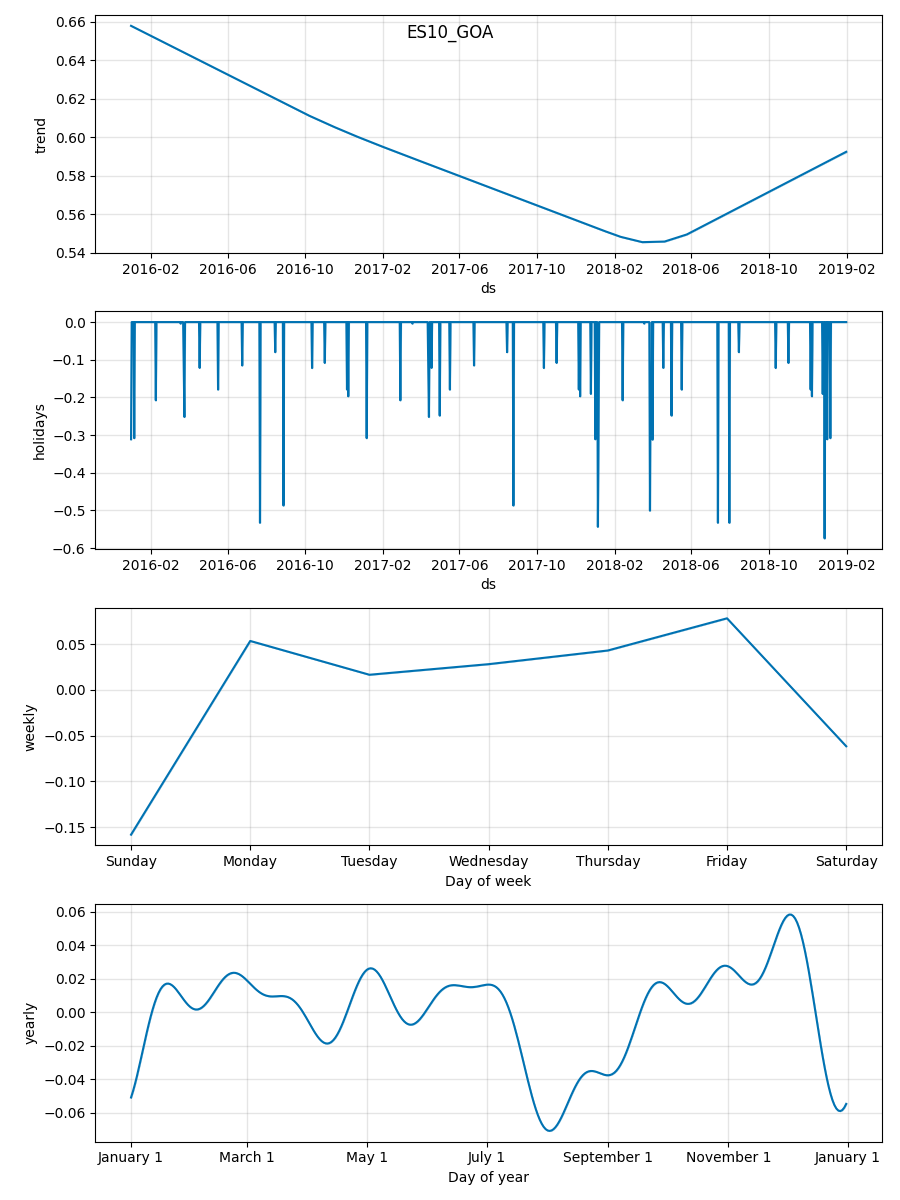 ES10_GOA
0.66
0.64
0.62
0.60
0.58
0.56
0.54
trend
2016-02 2016-06 2016-10 2017-02 2017-06 2017-10 2018-02 2018-06 2018-10 2019-02
ds
0.0
−0.1
−0.2
−0.3
−0.4
−0.5
−0.6
holidays
2016-02 2016-06 2016-10 2017-02 2017-06 2017-10 2018-02 2018-06 2018-10 2019-02
ds
0.05
0.00
−0.05
−0.10
−0.15
weekly
Sunday Monday Tuesday Wednesday Thursday Friday Saturday
Day of week
0.06
0.04
0.02
0.00
−0.02
−0.04
−0.06
yearly
January 1 March 1 May 1 July 1 September 1 November 1 January 1
Day of year